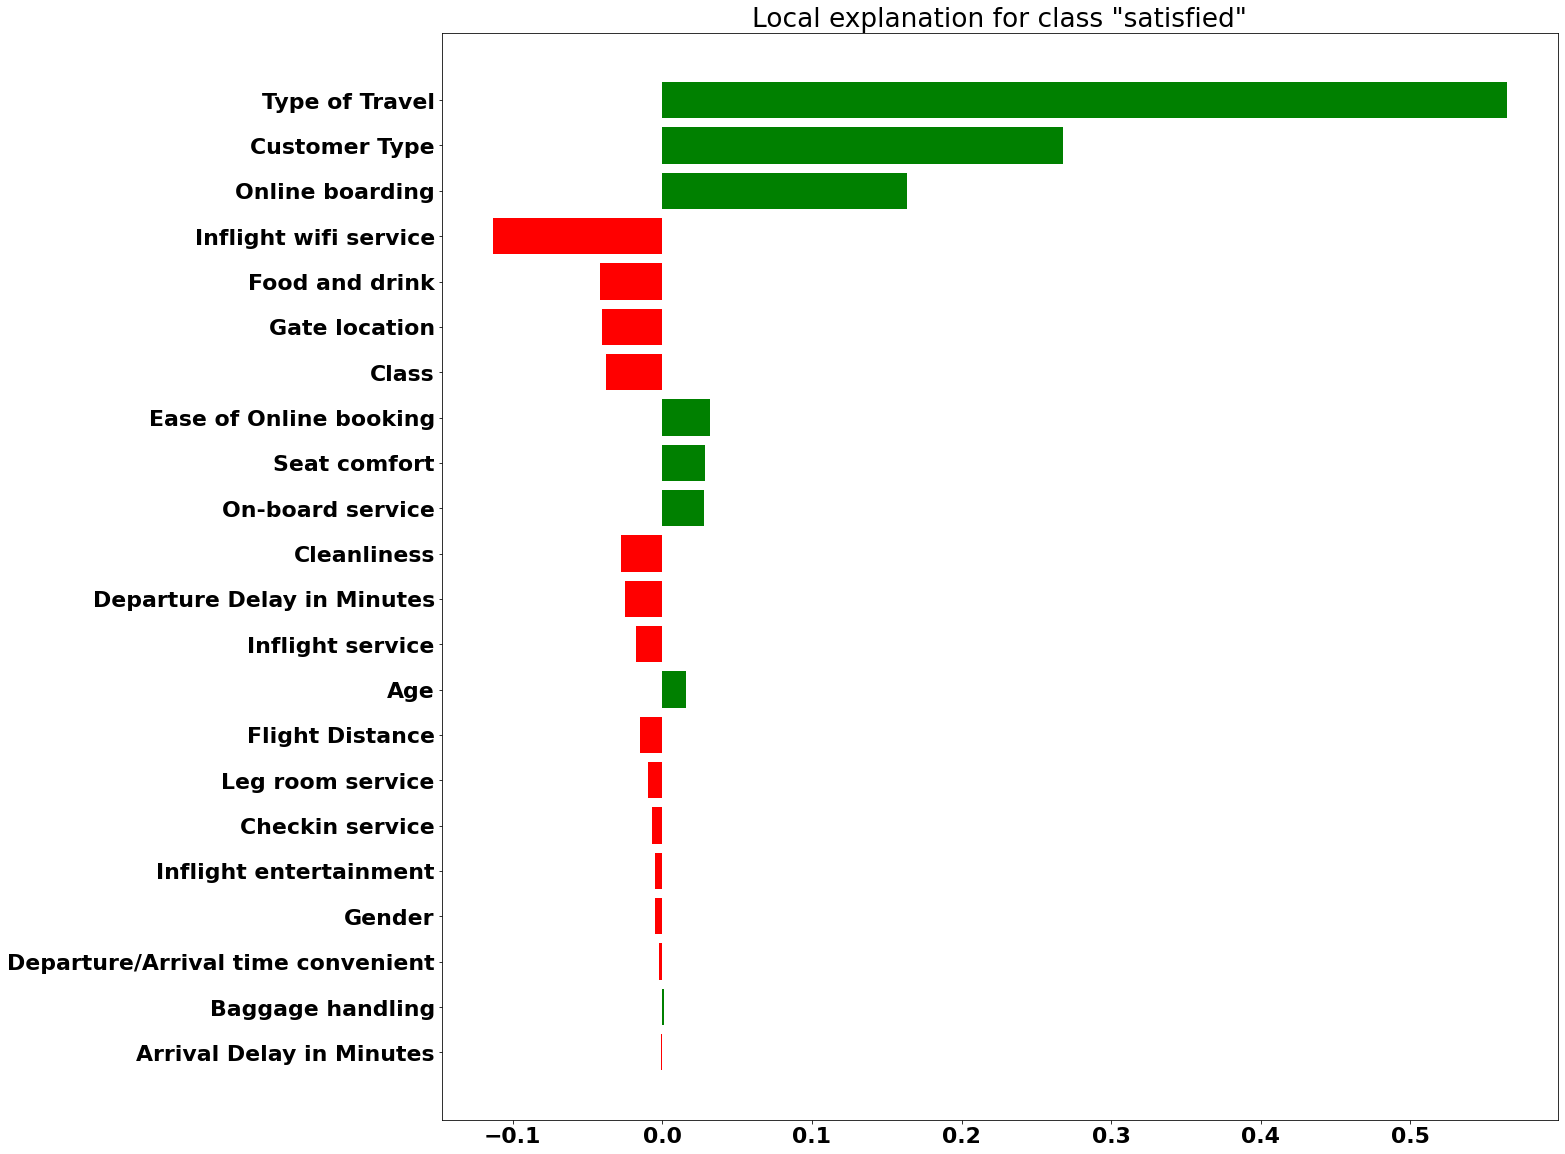 Local explanation for class "satisfied"
Type of Travel
Customer Type
Online boarding
Inflight wifi service
Food and drink
Gate location
Class
Ease of Online booking
Seat comfort
On-board service
Cleanliness
Departure Delay in Minutes
Inflight service
Age
Flight Distance
Leg room service
Checkin service
Inflight entertainment
Gender
Departure/Arrival time convenient
Baggage handling
Arrival Delay in Minutes
−0.1 0.0 0.1 0.2 0.3 0.4 0.5